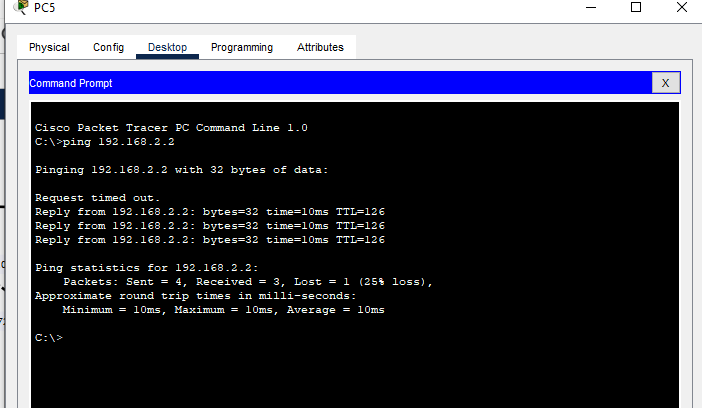 PC5
Physical Config Desktop Programming Attributes
Command Prompt X
Cisco Packet Tracer PC Command Line 1.0
C:\>ping 192.168.2.2
Pinging 192.168.2.2 with 32 bytes of data:
Request timed out.
Reply from 192.168.2.2: bytes=32 time=10ms TTL=126
Reply from 192.168.2.2: bytes=32 time=10ms TTL=126
Reply from 192.168.2.2: bytes=32 time=10ms TTL=126
Ping statistics for 192.168.2.2:
    Packets: Sent = 4, Received = 3, Lost = 1 (25% loss),
Approximate round trip times in milli-seconds:
    Minimum = 10ms, Maximum = 10ms, Average = 10ms
C:\>